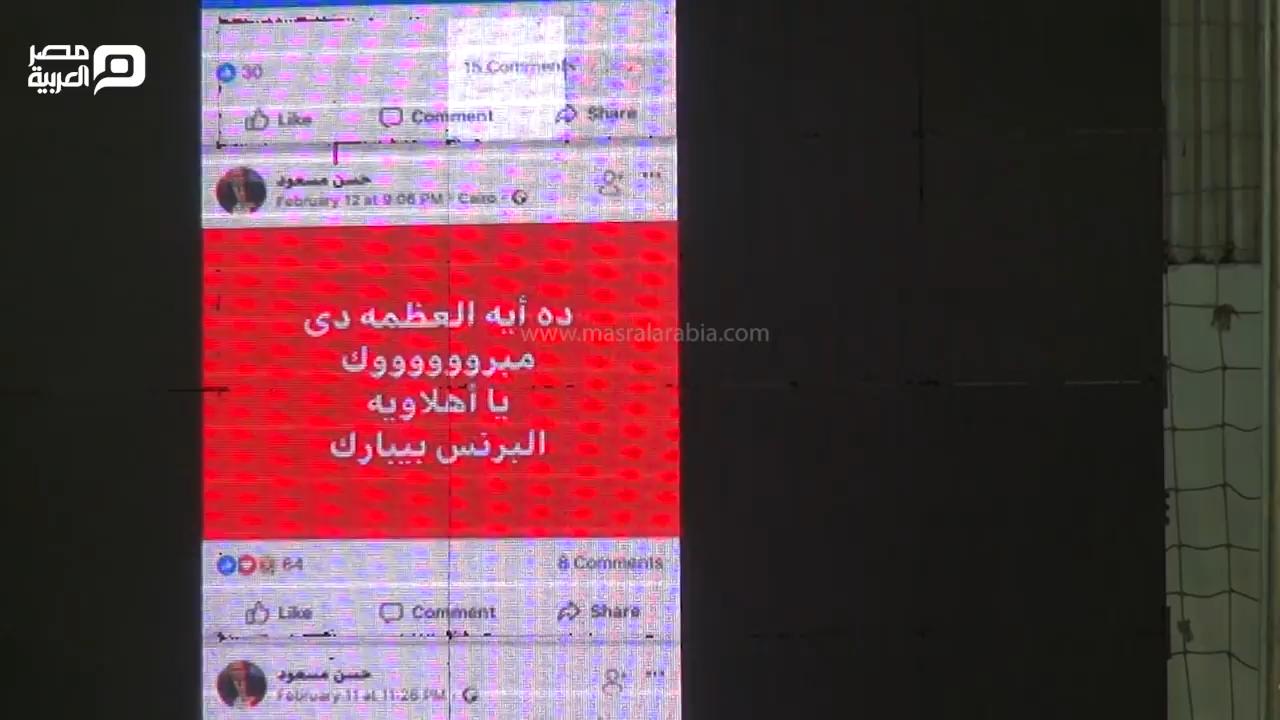 مصر
العربية
30
15 Comments
Like
Comment
Share
حسن مسعود
February 12 at 9:06 PM · Cairo ·
ده أيه العظمه دى
www.masralarabia.com
مبروووووووك
يا أهلاويه
البرنس بيبارك
64
8 Comments
Like
Comment
Share
حسن مسعود
February 11 at 11:26 PM ·